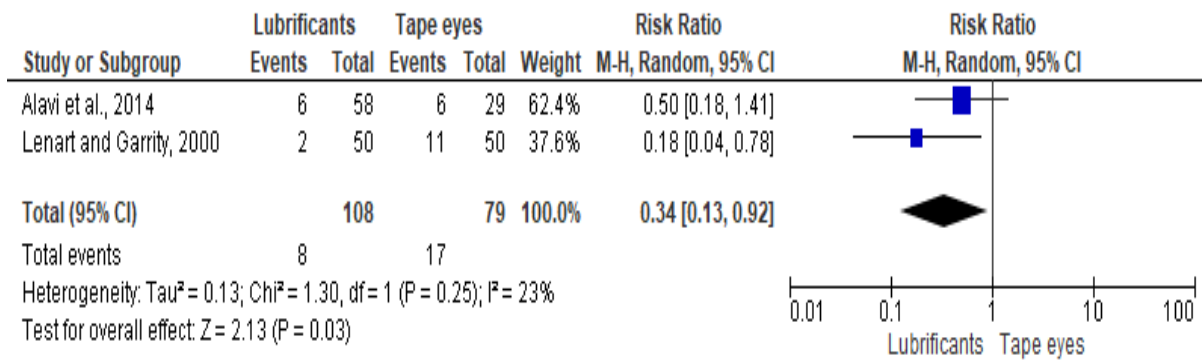 Lubrificants Tape eyes Risk Ratio Risk Ratio
Study or Subgroup Events Total Events Total Weight M-H, Random, 95% CI M-H, Random, 95% CI
Alavi et al., 2014 6 58 6 29 62.4% 0.50 [0.18, 1.41]
Lenart and Garrity, 2000 2 50 11 50 37.6% 0.18 [0.04, 0.78]
Total (95% CI) 108 79 100.0% 0.34 [0.13, 0.92]
Total events 8 17
Heterogeneity: Tau² = 0.13; Chi² = 1.30, df = 1 (P = 0.25); I² = 23%
Test for overall effect: Z = 2.13 (P = 0.03)
0.01 0.1 1 10 100
Lubrificants Tape eyes